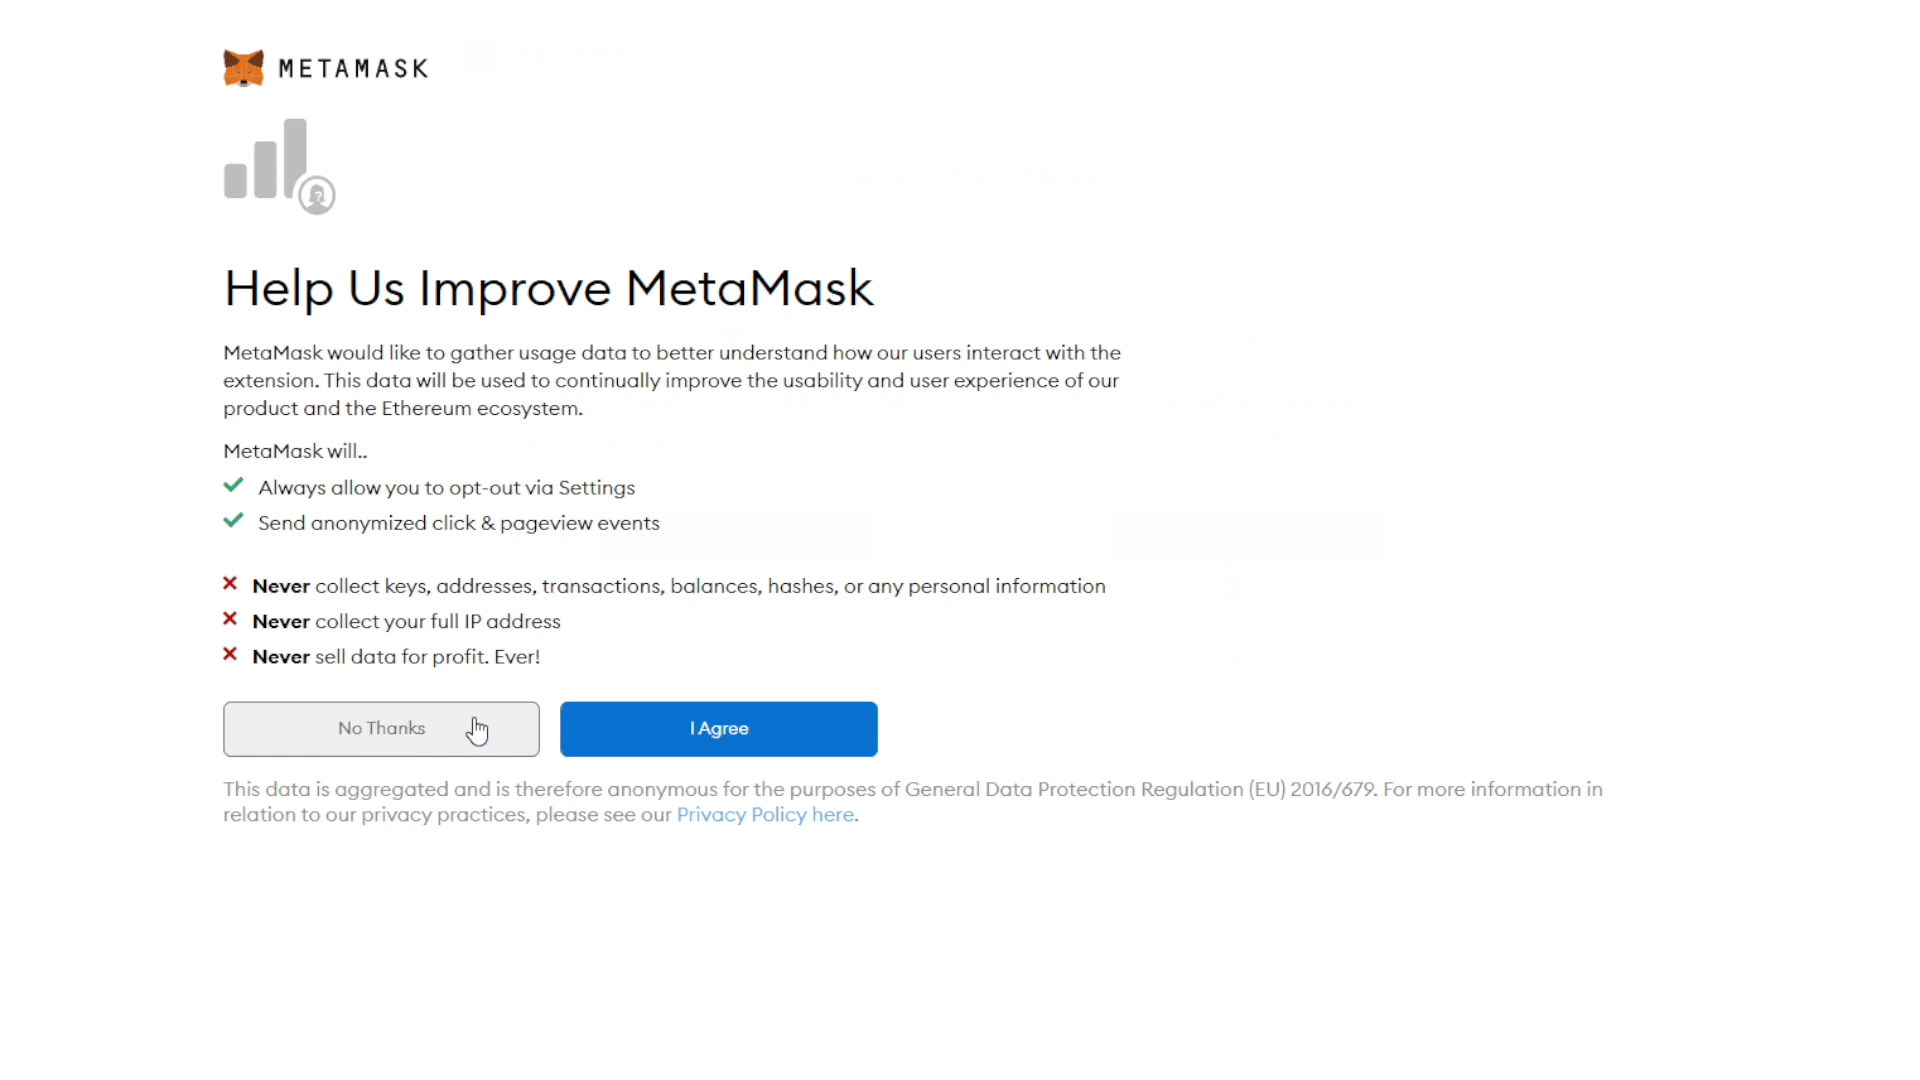 METAMASK
Help Us Improve MetaMask
MetaMask would like to gather usage data to better understand how our users interact with the
extension. This data will be used to continually improve the usability and user experience of our
product and the Ethereum ecosystem.
MetaMask will..
Always allow you to opt-out via Settings
Send anonymized click & pageview events
Never collect keys, addresses, transactions, balances, hashes, or any personal information
Never collect your full IP address
Never sell data for profit. Ever!
No Thanks
I Agree
This data is aggregated and is therefore anonymous for the purposes of General Data Protection Regulation (EU) 2016/679. For more information in
relation to our privacy practices, please see our Privacy Policy here.